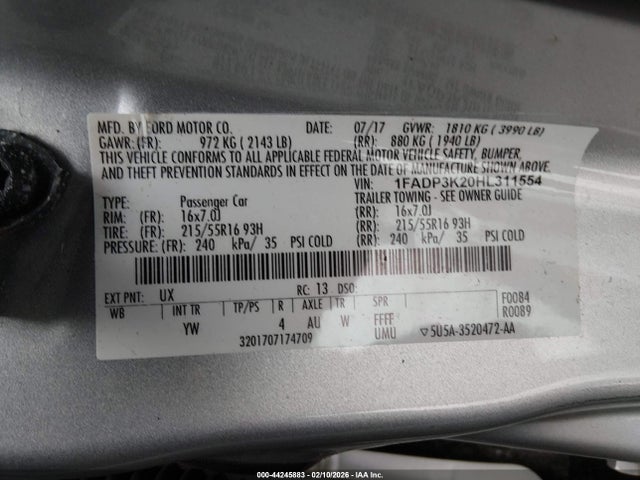 MFD. BY FORD MOTOR CO. DATE: 07/17 GVWR: 1810 KG ( 3990 LB)
GAWR: (FR): 972 KG ( 2143 LB) (RR): 880 KG ( 1940 LB)
THIS VEHICLE CONFORMS TO ALL APPLICABLE FEDERAL MOTOR VEHICLE SAFETY, BUMPER,
AND THEFT PREVENTION STANDARDS IN EFFECT ON THE DATE OF MANUFACTURE SHOWN ABOVE.
VIN: 1FADP3K20HL311554
TYPE: Passenger Car TRAILER TOWING - SEE OWNER GUIDE
RIM: (FR): 16x7.0J (RR): 16x7.0J
TIRE: (FR): 215/55R16 93H (RR): 215/55R16 93H
PRESSURE: (FR): 240 kPa/ 35 PSI COLD (RR): 240 kPa/ 35 PSI COLD
EXT PNT: UX RC: 13 DSO:
WB INT TR TP/PS R AXLE TR SPR F0084
YW 4 AU W FFFF R0089
3201707174709 UMU ▽5U5A-3520472-AA
000-44245883 - 02/10/2026 - IAA